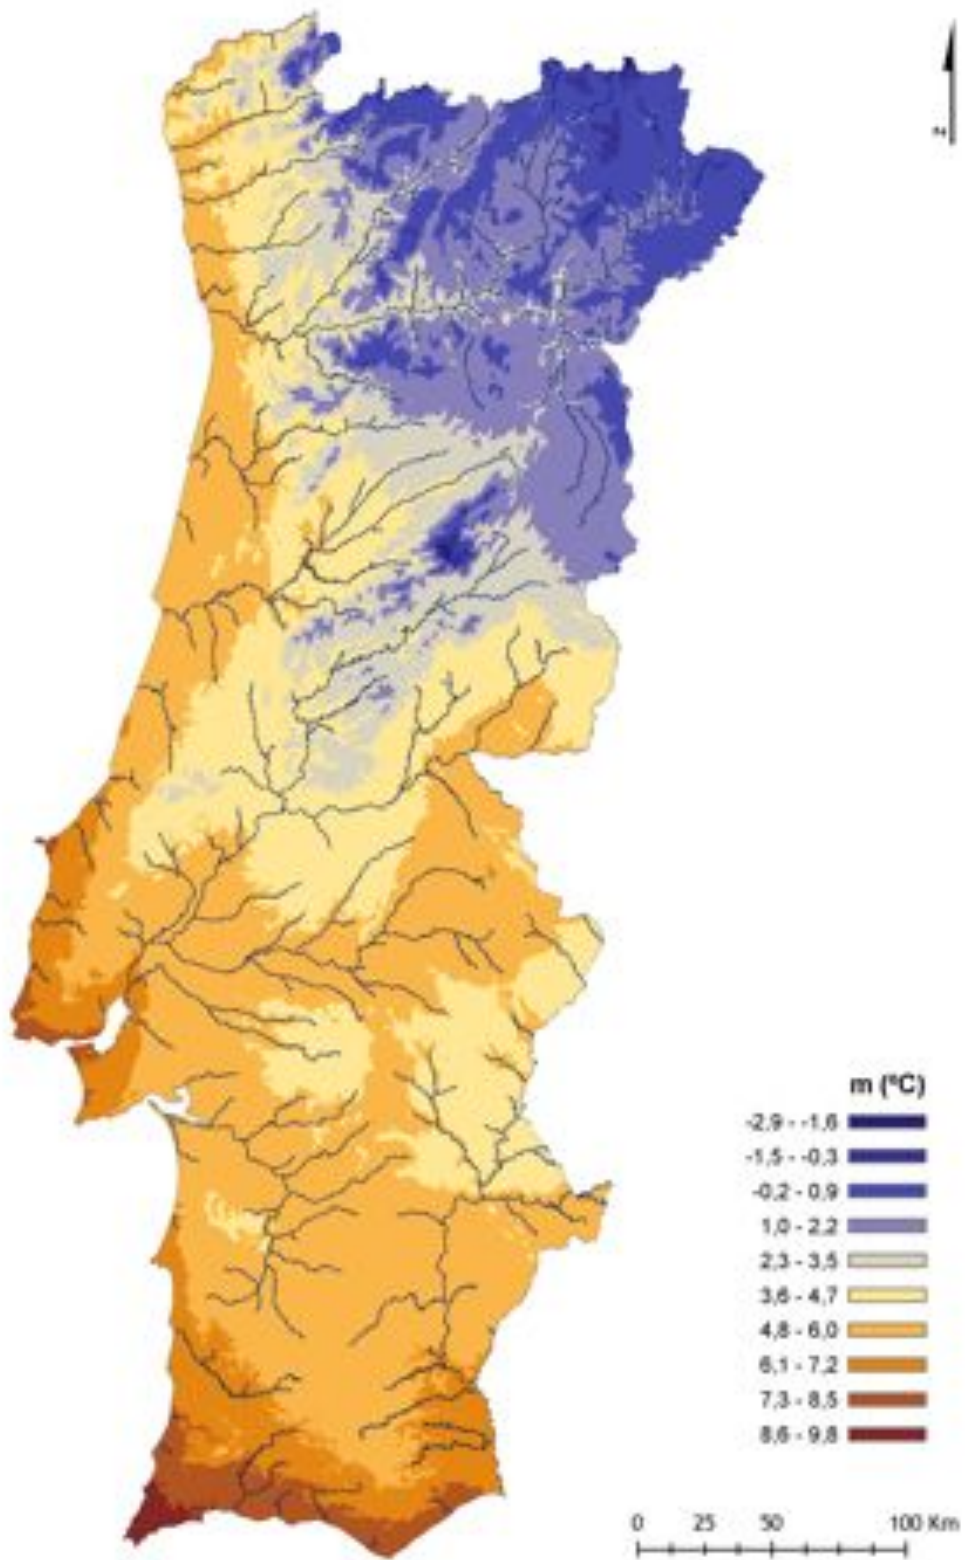 N
m (ºC)
-2,9 - -1,6
-1,5 - -0,3
-0,2 - 0,9
1,0 - 2,2
2,3 - 3,5
3,6 - 4,7
4,8 - 6,0
6,1 - 7,2
7,3 - 8,5
8,6 - 9,8
0 25 50 100 Km